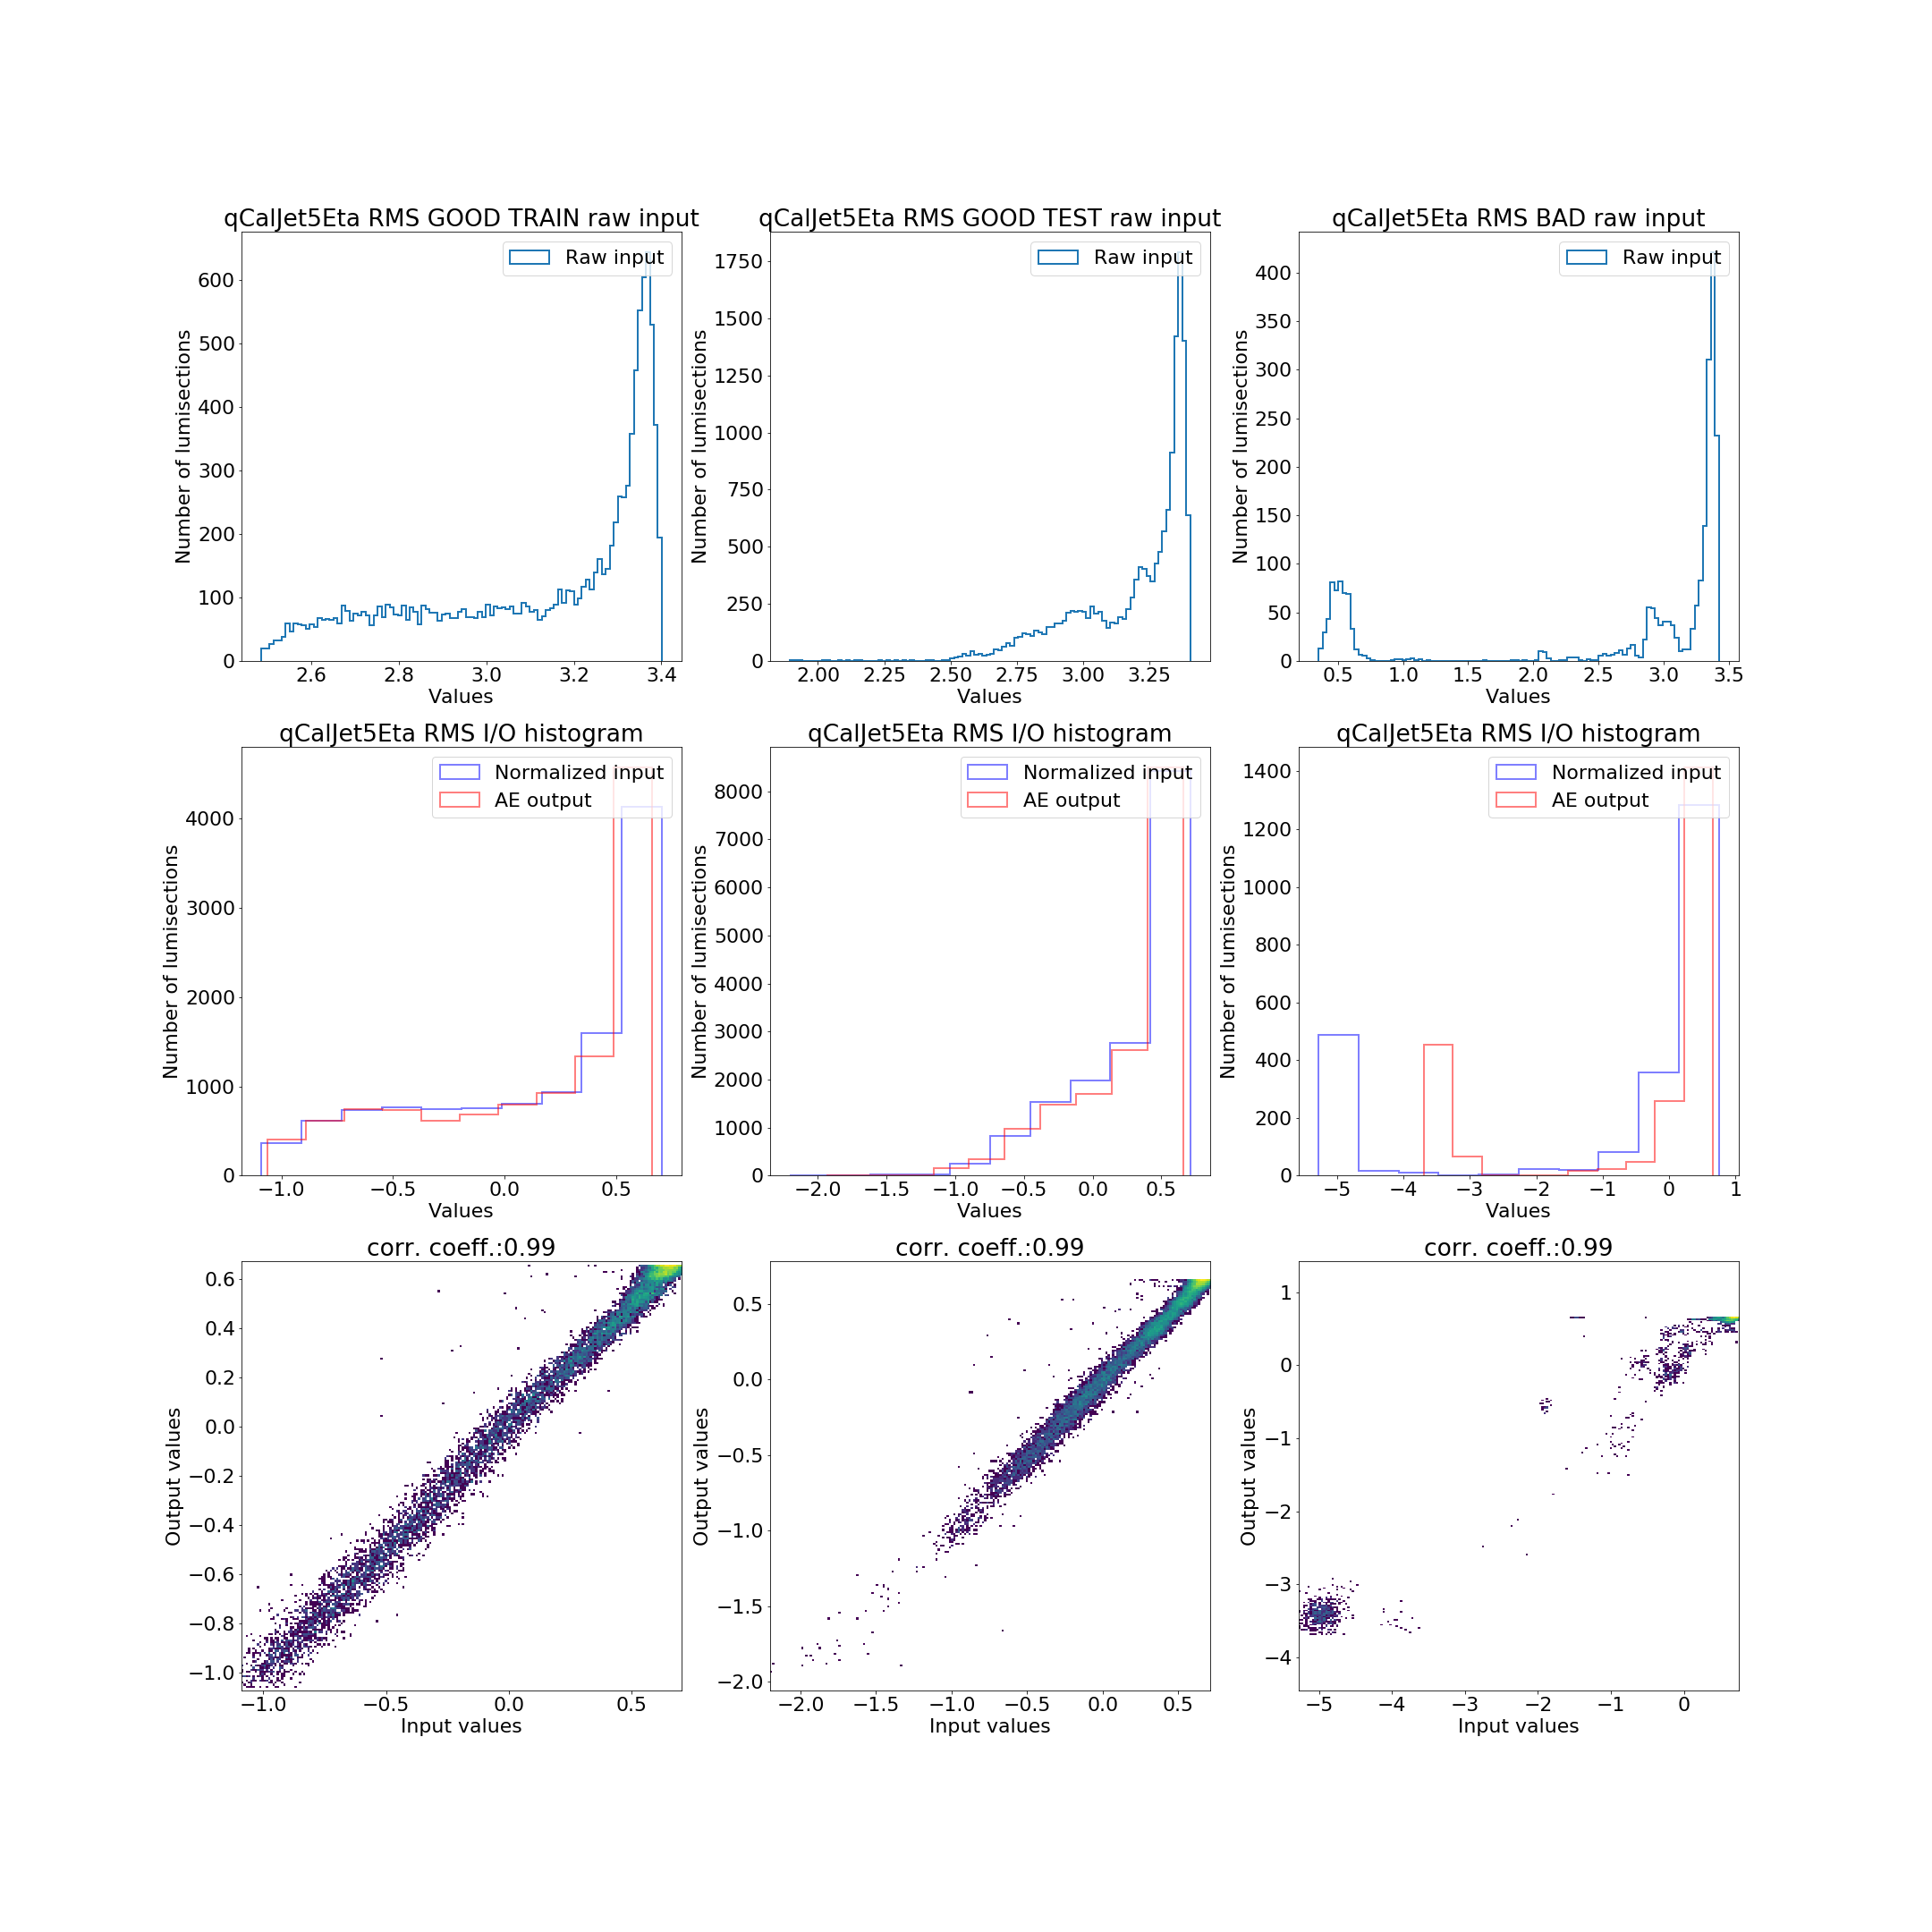 qCalJet5Eta RMS GOOD TRAIN raw input
qCalJet5Eta RMS GOOD TEST raw input
qCalJet5Eta RMS BAD raw input
Raw input
Raw input
Raw input
Number of lumisections
600
500
400
300
200
100
0
2.6 2.8 3.0 3.2 3.4
Values
Number of lumisections
1750
1500
1250
1000
750
500
250
0
2.00 2.25 2.50 2.75 3.00 3.25
Values
Number of lumisections
400
350
300
250
200
150
100
50
0
0.5 1.0 1.5 2.0 2.5 3.0 3.5
Values
qCalJet5Eta RMS I/O histogram
Normalized input
AE output
Number of lumisections
4000
3000
2000
1000
0
−1.0 −0.5 0.0 0.5
Values
qCalJet5Eta RMS I/O histogram
Normalized input
AE output
Number of lumisections
8000
7000
6000
5000
4000
3000
2000
1000
0
−2.0 −1.5 −1.0 −0.5 0.0 0.5
Values
qCalJet5Eta RMS I/O histogram
Normalized input
AE output
Number of lumisections
1400
1200
1000
800
600
400
200
0
−5 −4 −3 −2 −1 0 1
Values
corr. coeff.:0.99
Output values
0.6
0.4
0.2
0.0
−0.2
−0.4
−0.6
−0.8
−1.0
−1.0 −0.5 0.0 0.5
Input values
corr. coeff.:0.99
Output values
0.5
0.0
−0.5
−1.0
−1.5
−2.0
−2.0 −1.5 −1.0 −0.5 0.0 0.5
Input values
corr. coeff.:0.99
Output values
1
0
−1
−2
−3
−4
−5 −4 −3 −2 −1 0
Input values